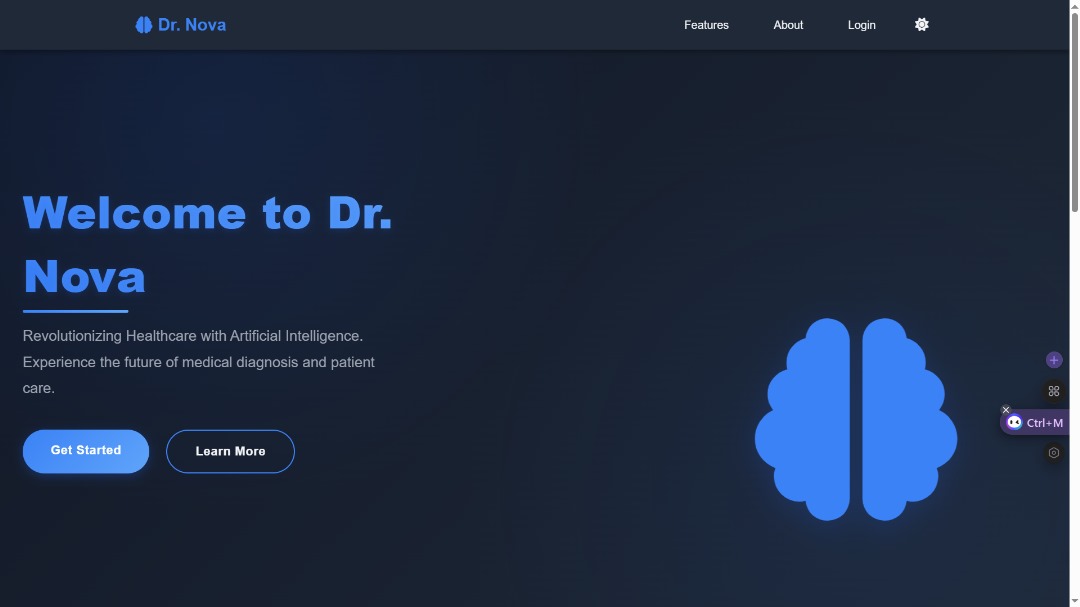 Dr. Nova
Features
About
Login
Welcome to Dr.
Nova
Revolutionizing Healthcare with Artificial Intelligence.
Experience the future of medical diagnosis and patient
care.
Get Started
Learn More
Ctrl+M